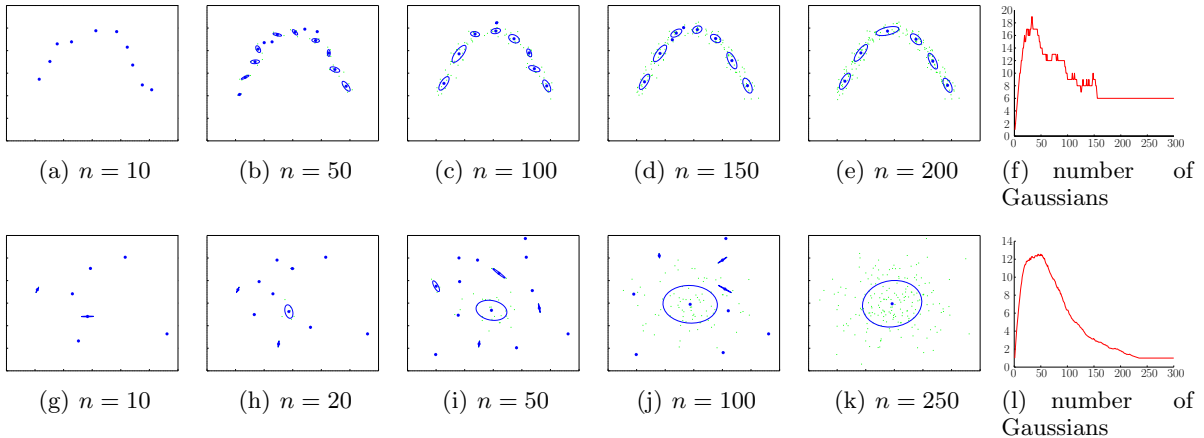 20
18
16
14
12
10
8
6
4
2
0
0 50 100 150 200 250 300
(a) n = 10
(b) n = 50
(c) n = 100
(d) n = 150
(e) n = 200
(f) number of
Gaussians
14
12
10
8
6
4
2
0
0 50 100 150 200 250 300
(g) n = 10
(h) n = 20
(i) n = 50
(j) n = 100
(k) n = 250
(l) number of
Gaussians